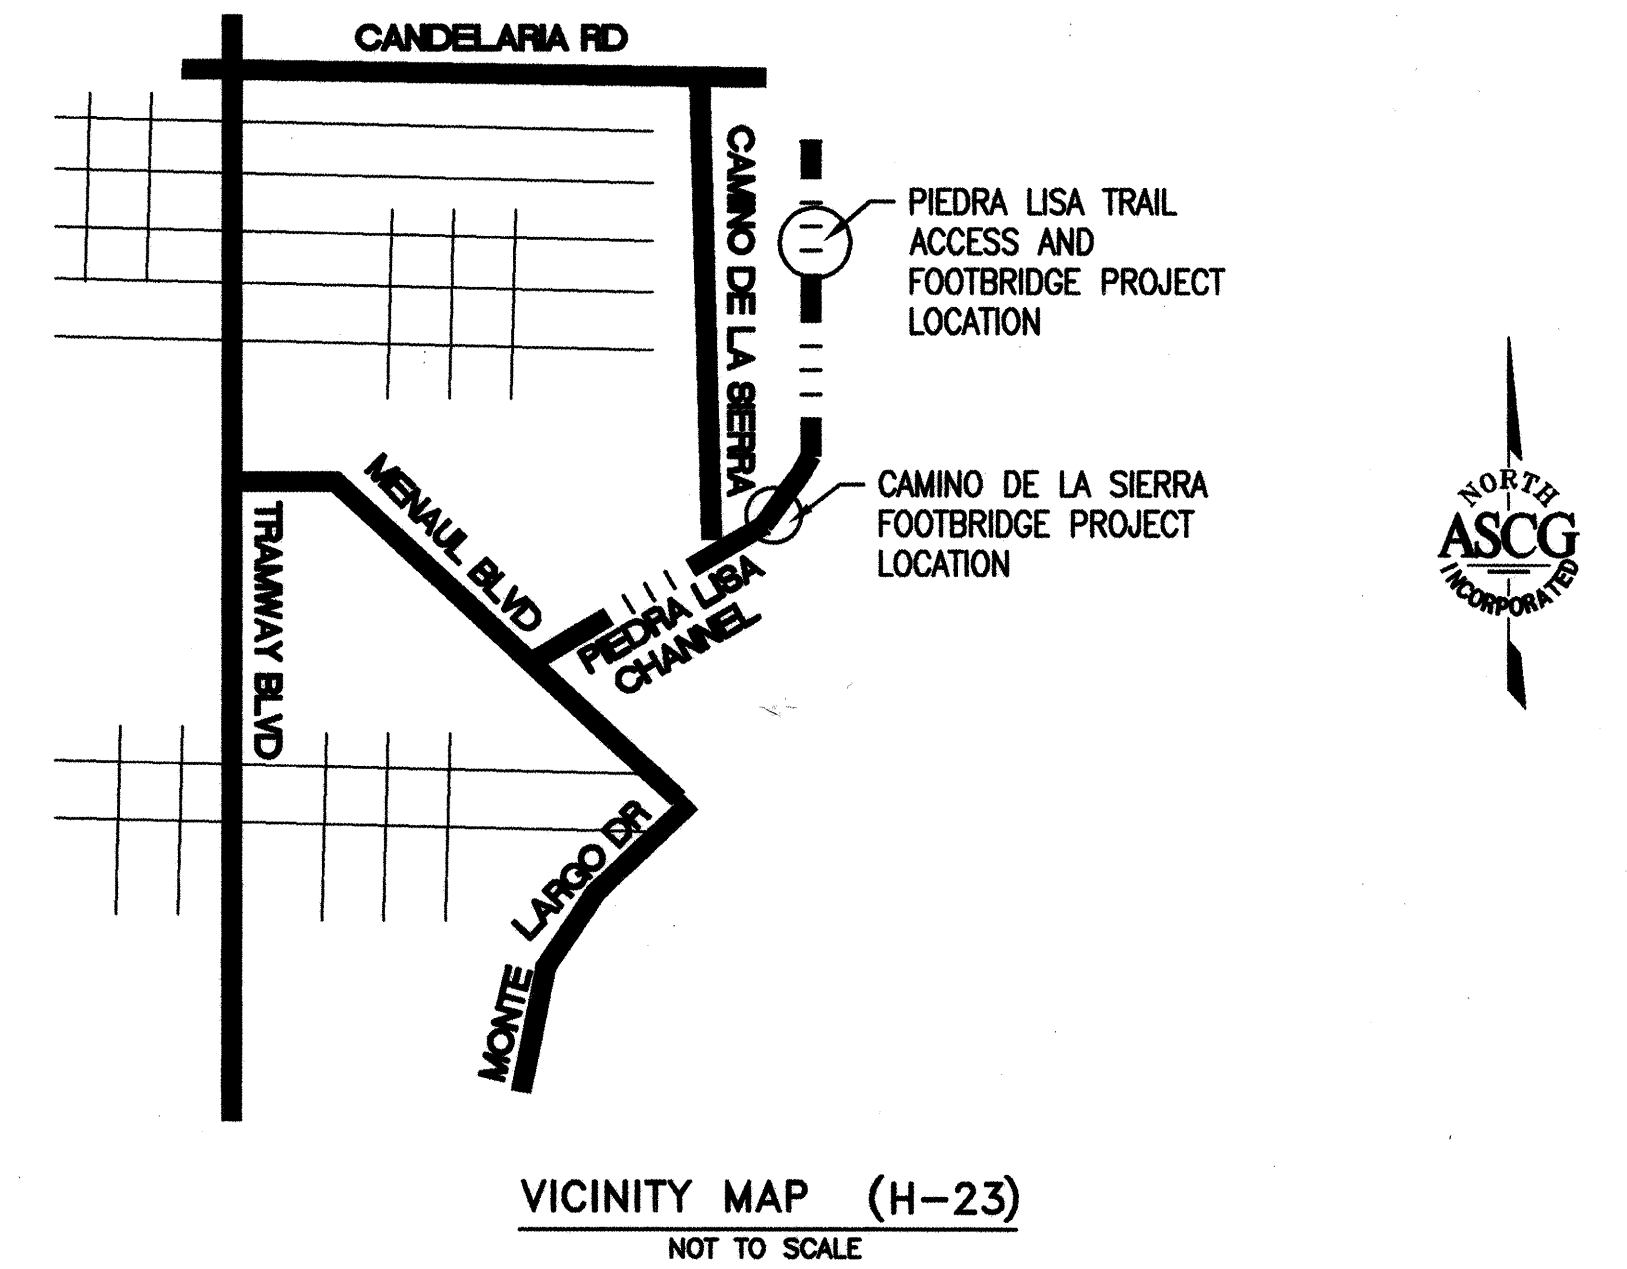 CANDELARIA RD
CAMINO DE LA SIERRA
PIEDRA LISA TRAIL
ACCESS AND
FOOTBRIDGE PROJECT
LOCATION
MENAUL BLVD
CAMINO DE LA SIERRA
FOOTBRIDGE PROJECT
LOCATION
TRAMWAY BLVD
PIEDRA LISA
CHANNEL
NORTH
ASCG
INCORPORATED
MONTE LARGO DR
VICINITY MAP (H-23)
NOT TO SCALE